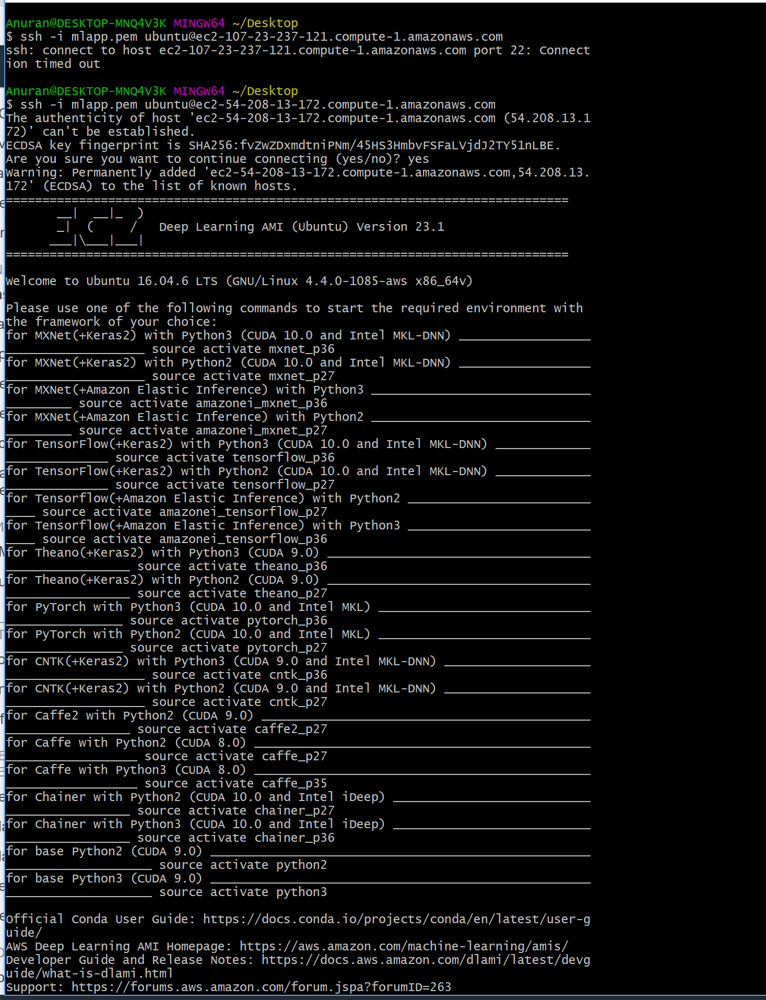 Anuran@DESKTOP-MNQ4V3K MINGW64 ~/Desktop
$ ssh -i mlapp.pem ubuntu@ec2-107-23-237-121.compute-1.amazonaws.com
ssh: connect to host ec2-107-23-237-121.compute-1.amazonaws.com port 22: Connect
ion timed out
Anuran@DESKTOP-MNQ4V3K MINGW64 ~/Desktop
$ ssh -i mlapp.pem ubuntu@ec2-54-208-13-172.compute-1.amazonaws.com
The authenticity of host 'ec2-54-208-13-172.compute-1.amazonaws.com (54.208.13.1
72)' can't be established.
ECDSA key fingerprint is SHA256:fvZwZDxmdtniPNm/45HS3HmbvFSFaLVjdJ2TY51nLBE.
Are you sure you want to continue connecting (yes/no)? yes
Warning: Permanently added 'ec2-54-208-13-172.compute-1.amazonaws.com,54.208.13.
172' (ECDSA) to the list of known hosts.
=============================================================================
       __|  __|_  )
       _|  (     /   Deep Learning AMI (Ubuntu) Version 23.1
      ___|\___|___|
=============================================================================
Welcome to Ubuntu 16.04.6 LTS (GNU/Linux 4.4.0-1085-aws x86_64v)
Please use one of the following commands to start the required environment with
the framework of your choice:
for MXNet(+Keras2) with Python3 (CUDA 10.0 and Intel MKL-DNN) __________________
___________________ source activate mxnet_p36
for MXNet(+Keras2) with Python2 (CUDA 10.0 and Intel MKL-DNN) __________________
___________________ source activate mxnet_p27
for MXNet(+Amazon Elastic Inference) with Python3 ______________________________
_________ source activate amazonei_mxnet_p36
for MXNet(+Amazon Elastic Inference) with Python2 ______________________________
_________ source activate amazonei_mxnet_p27
for TensorFlow(+Keras2) with Python3 (CUDA 10.0 and Intel MKL-DNN) _____________
______________ source activate tensorflow_p36
for TensorFlow(+Keras2) with Python2 (CUDA 10.0 and Intel MKL-DNN) _____________
______________ source activate tensorflow_p27
for Tensorflow(+Amazon Elastic Inference) with Python2 _________________________
____ source activate amazonei_tensorflow_p27
for Tensorflow(+Amazon Elastic Inference) with Python3 _________________________
____ source activate amazonei_tensorflow_p36
for Theano(+Keras2) with Python3 (CUDA 9.0) ____________________________________
_________________ source activate theano_p36
for Theano(+Keras2) with Python2 (CUDA 9.0) ____________________________________
_________________ source activate theano_p27
for PyTorch with Python3 (CUDA 10.0 and Intel MKL) _____________________________
________________ source activate pytorch_p36
for PyTorch with Python2 (CUDA 10.0 and Intel MKL) _____________________________
________________ source activate pytorch_p27
for CNTK(+Keras2) with Python3 (CUDA 9.0 and Intel MKL-DNN) ____________________
___________________ source activate cntk_p36
for CNTK(+Keras2) with Python2 (CUDA 9.0 and Intel MKL-DNN) ____________________
___________________ source activate cntk_p27
for Caffe2 with Python2 (CUDA 9.0) _____________________________________________
_________________ source activate caffe2_p27
for Caffe with Python2 (CUDA 8.0) ______________________________________________
__________________ source activate caffe_p27
for Caffe with Python3 (CUDA 8.0) ______________________________________________
__________________ source activate caffe_p35
for Chainer with Python2 (CUDA 10.0 and Intel iDeep) ___________________________
_________________ source activate chainer_p27
for Chainer with Python3 (CUDA 10.0 and Intel iDeep) ___________________________
_________________ source activate chainer_p36
for base Python2 (CUDA 9.0) ____________________________________________________
____________________ source activate python2
for base Python3 (CUDA 9.0) ____________________________________________________
____________________ source activate python3
Official Conda User Guide: https://docs.conda.io/projects/conda/en/latest/user-g
uide/
AWS Deep Learning AMI Homepage: https://aws.amazon.com/machine-learning/amis/
Developer Guide and Release Notes: https://docs.aws.amazon.com/dlami/latest/devg
uide/what-is-dlami.html
Support: https://forums.aws.amazon.com/forum.jspa?forumID=263